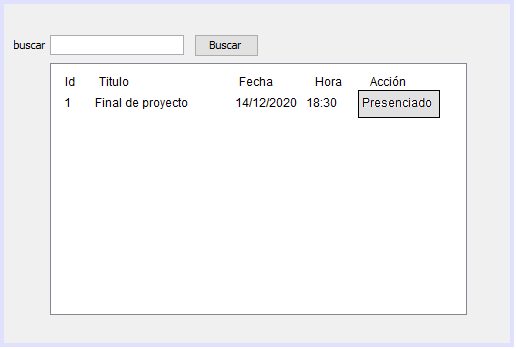 buscar Buscar
Id Titulo Fecha Hora Acción
1 Final de proyecto 14/12/2020 18:30 Presenciado